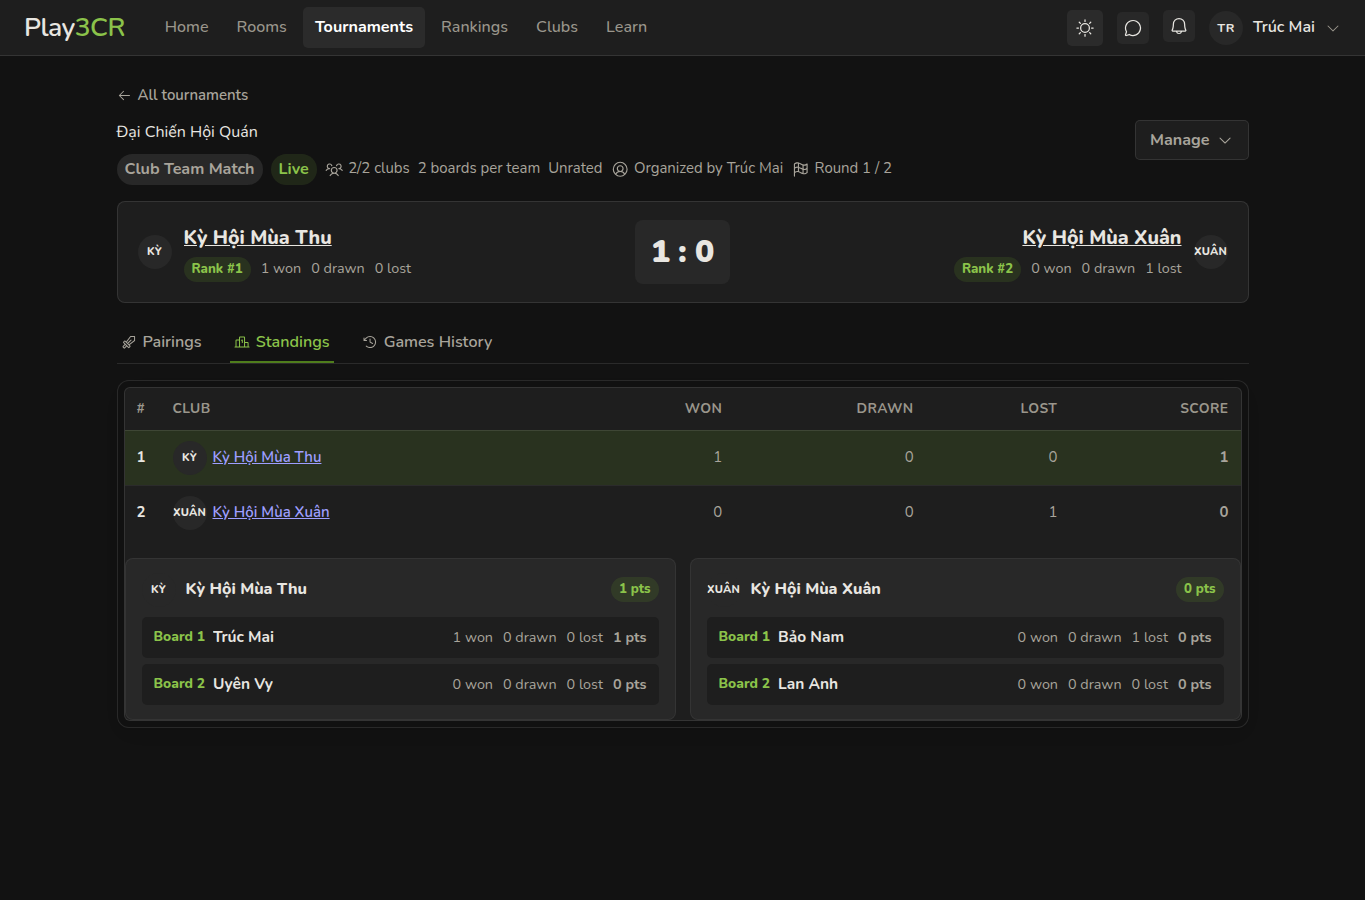 Play3CR Home Rooms Tournaments Rankings Clubs Learn TR Trúc Mai
All tournaments
Đại Chiến Hội Quán
Manage
Club Team Match Live 2/2 clubs 2 boards per team Unrated Organized by Trúc Mai Round 1 / 2
KỲ Kỳ Hội Mùa Thu 1 : 0 Kỳ Hội Mùa Xuân XUÂN
Rank #1 1 won 0 drawn 0 lost Rank #2 0 won 0 drawn 1 lost
Pairings Standings Games History
# CLUB WON DRAWN LOST SCORE
1 KỲ Kỳ Hội Mùa Thu 1 0 0 1
2 XUÂN Kỳ Hội Mùa Xuân 0 0 1 0
KỲ Kỳ Hội Mùa Thu 1 pts
Board 1 Trúc Mai 1 won 0 drawn 0 lost 1 pts
Board 2 Uyên Vy 0 won 0 drawn 0 lost 0 pts
XUÂN Kỳ Hội Mùa Xuân 0 pts
Board 1 Bảo Nam 0 won 0 drawn 1 lost 0 pts
Board 2 Lan Anh 0 won 0 drawn 0 lost 0 pts